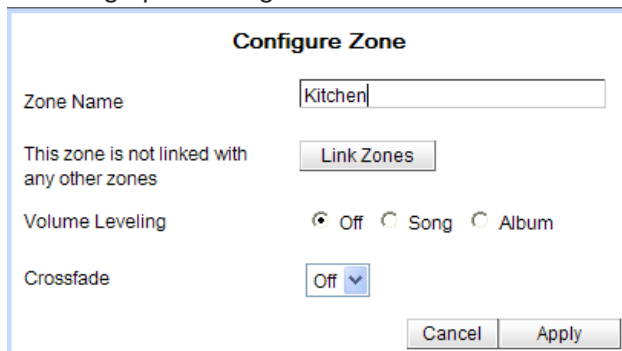 Configure Zone
Zone Name Kitchen
This zone is not linked with Link Zones
any other zones
Volume Leveling Off Song Album
Crossfade Off
Cancel Apply